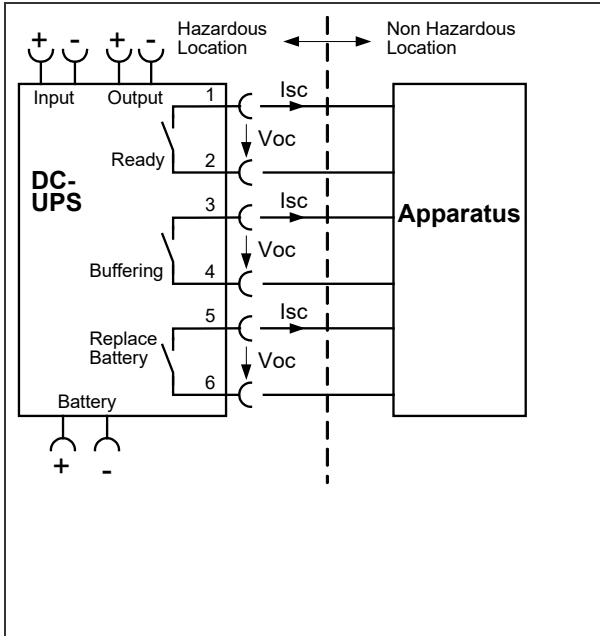 Hazardous
Location
Non Hazardous
Location
+ - + -
Input Output
1
Isc
Voc
Ready
2
DC-
UPS
3
Isc
Apparatus
Voc
Buffering
4
5
Isc
Replace
Battery
Voc
6
Battery
+ -